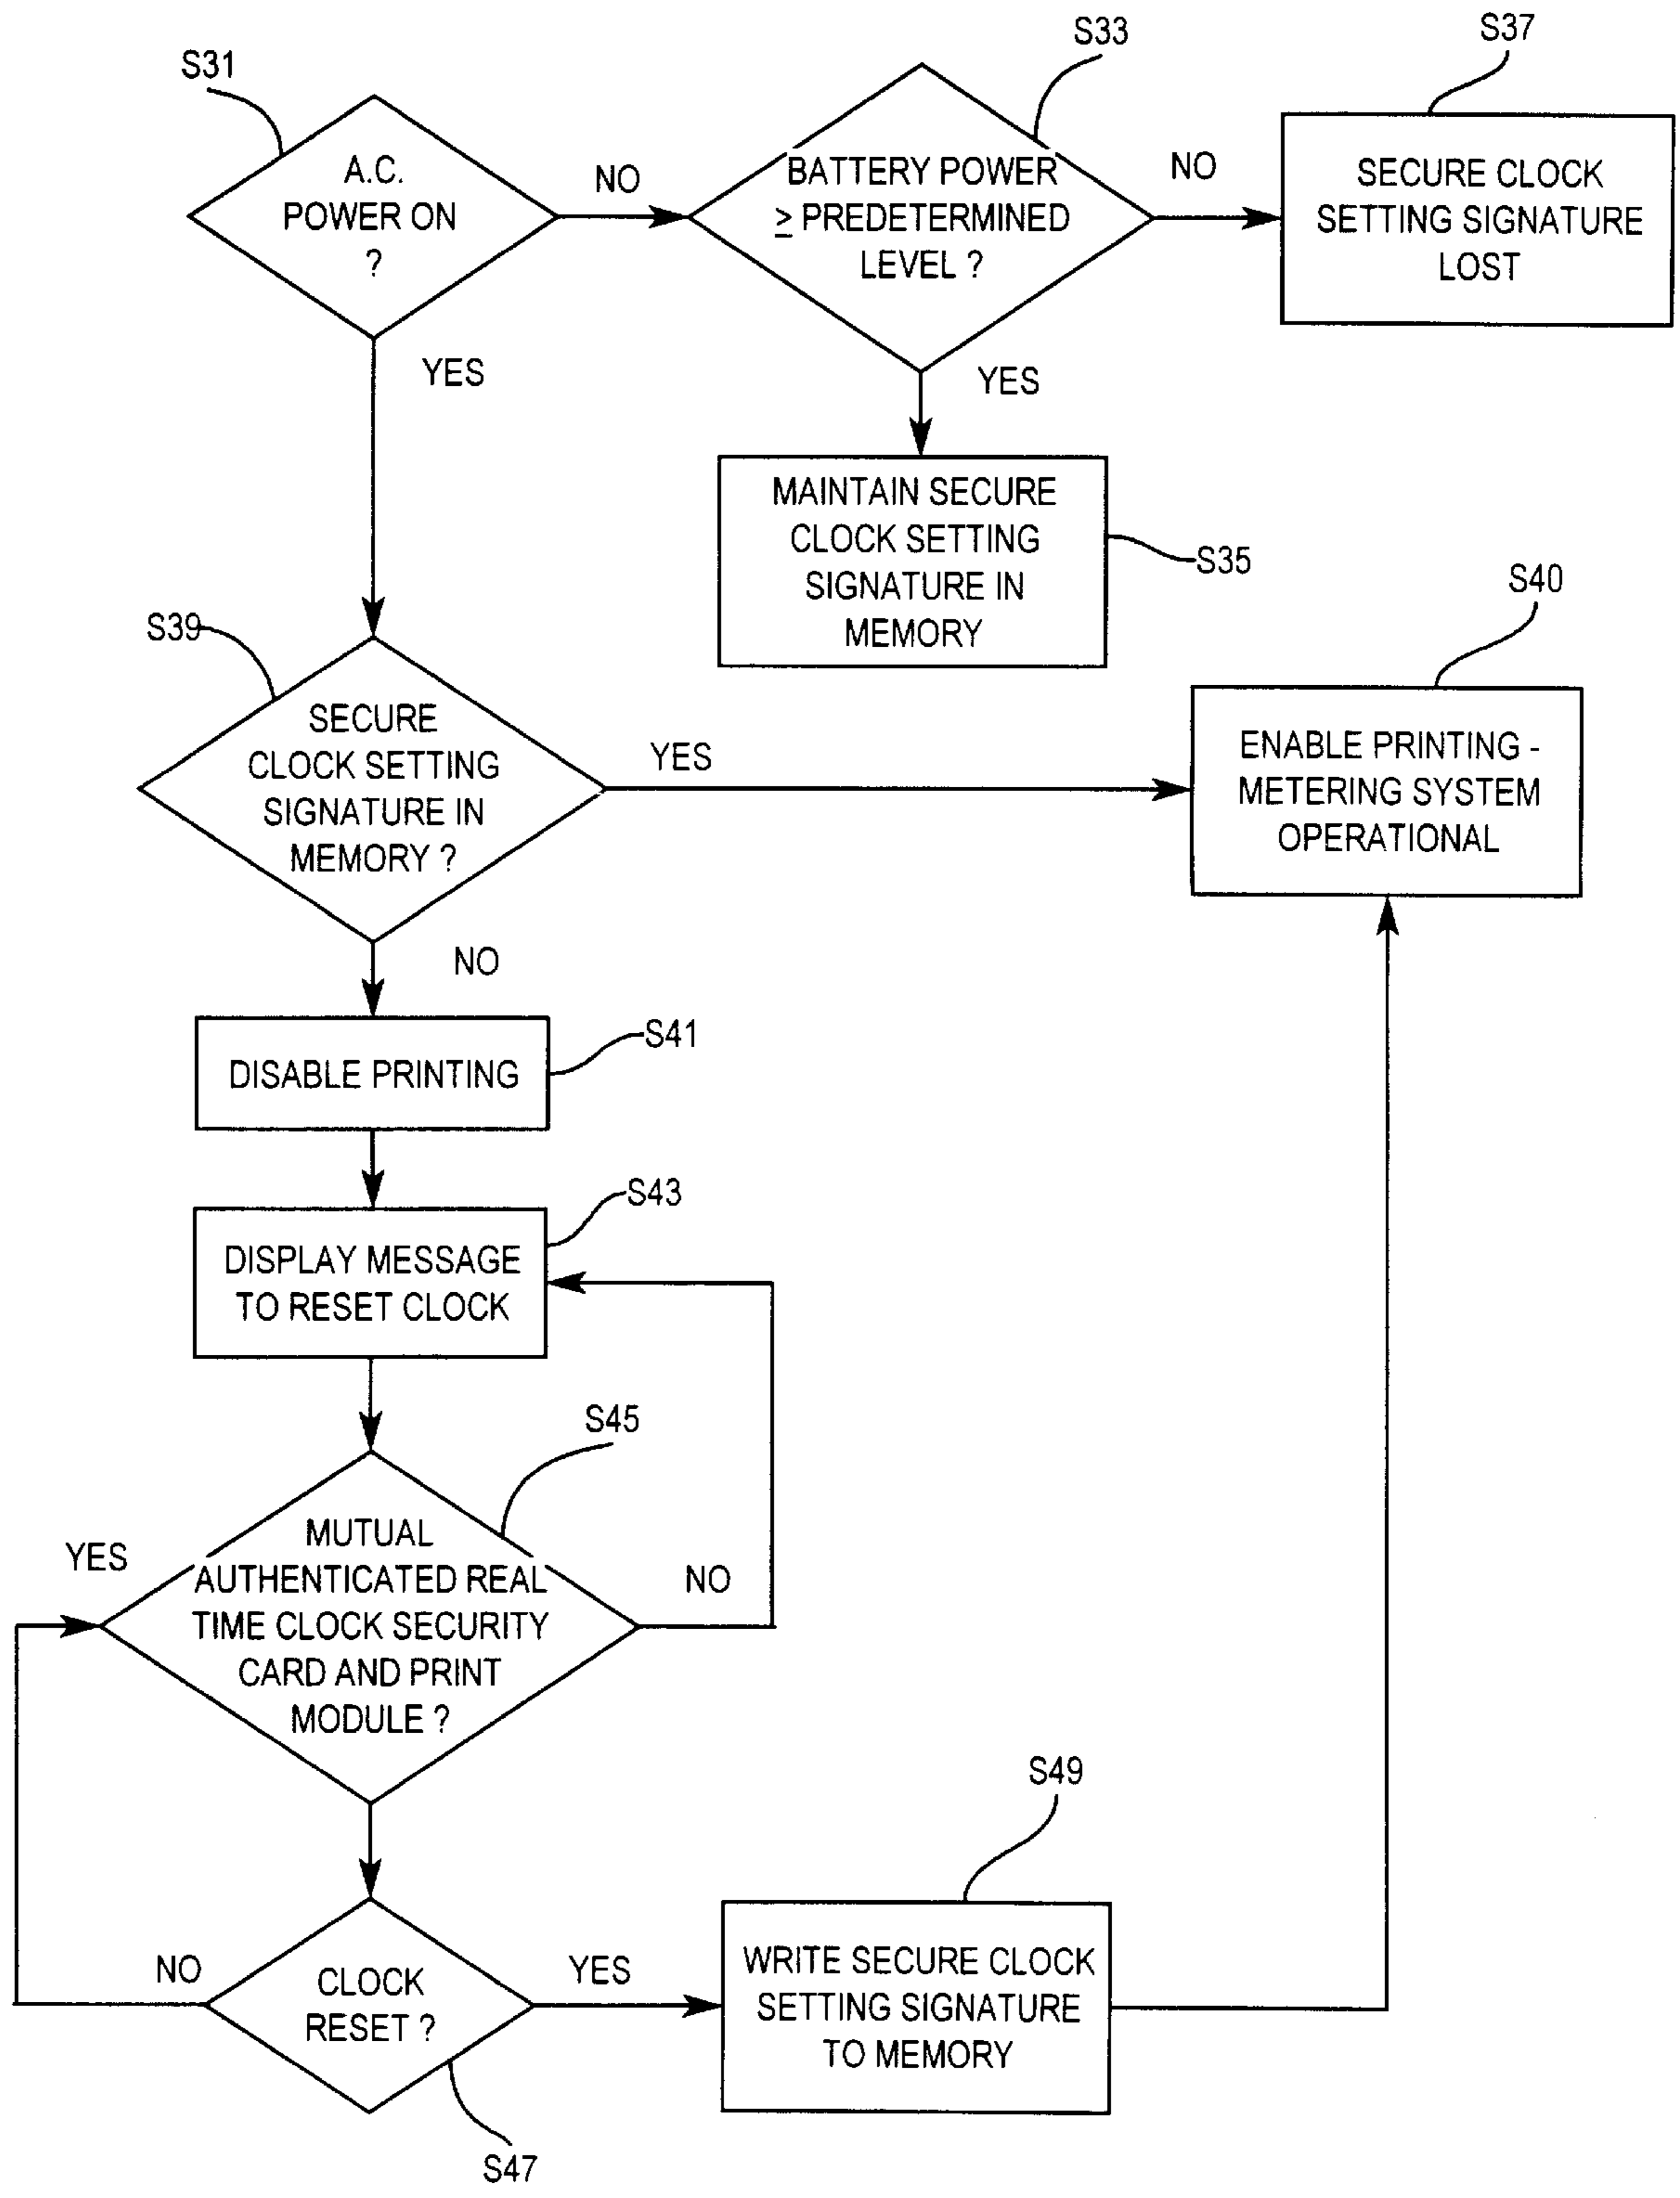 S31
A.C.
POWER ON
?
NO
YES
S33
BATTERY POWER
≥ PREDETERMINED
LEVEL ?
NO
YES
S37
SECURE CLOCK
SETTING SIGNATURE
LOST
MAINTAIN SECURE
CLOCK SETTING
SIGNATURE IN
MEMORY
S35
S39
SECURE
CLOCK SETTING
SIGNATURE IN
MEMORY ?
YES
NO
S40
ENABLE PRINTING -
METERING SYSTEM
OPERATIONAL
DISABLE PRINTING
S41
DISPLAY MESSAGE
TO RESET CLOCK
S43
S45
MUTUAL
AUTHENTICATED REAL
TIME CLOCK SECURITY
CARD AND PRINT
MODULE ?
YES
NO
CLOCK
RESET ?
NO
YES
S47
S49
WRITE SECURE CLOCK
SETTING SIGNATURE
TO MEMORY